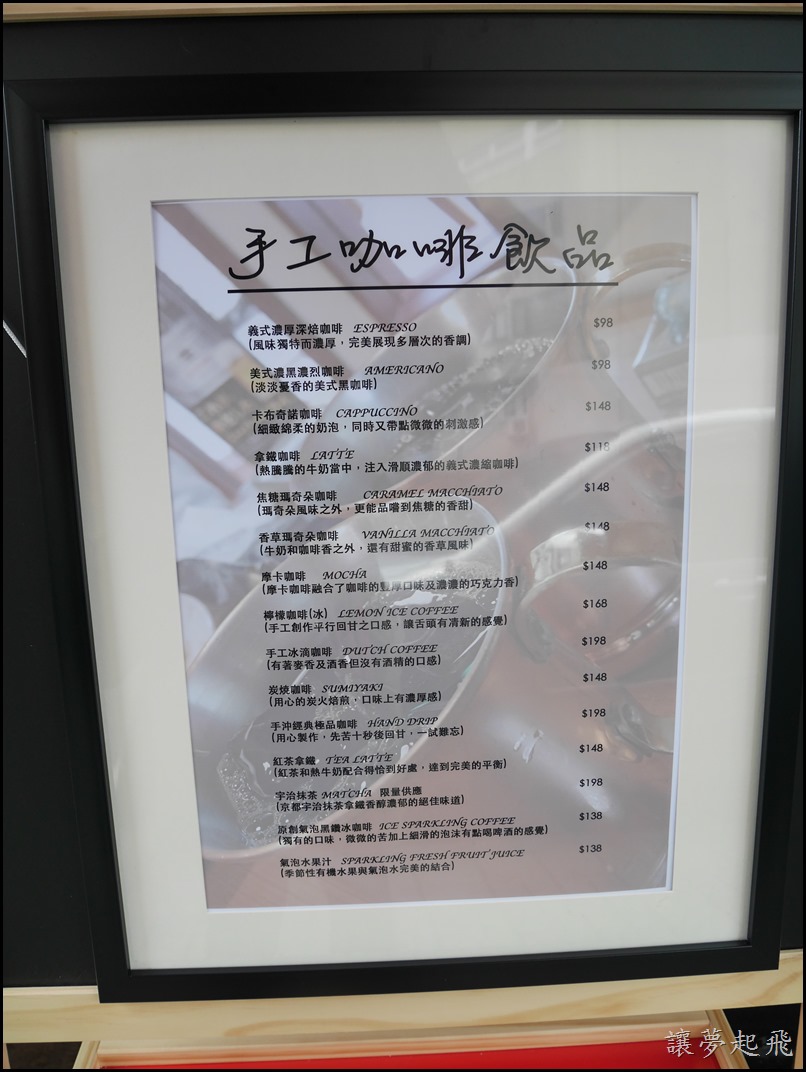 手工咖啡飲品
義式濃厚深焙咖啡 ESPRESSO $98
(風味獨特而濃厚，完美展現多層次的香調)
美式濃黑濃烈咖啡 AMERICANO $98
(淡淡憂香的美式黑咖啡)
卡布奇諾咖啡 CAPPUCCINO $148
(細緻綿柔的奶泡，同時又帶點微微的刺激感)
拿鐵咖啡 LATTE $118
(熱騰騰的牛奶當中，注入滑順濃郁的義式濃縮咖啡)
焦糖瑪奇朵咖啡 CARAMEL MACCHIATO $148
(瑪奇朵風味之外，更能品嚐到焦糖的香甜)
香草瑪奇朵咖啡 VANILLA MACCHIATO $148
(牛奶和咖啡香之外，還有甜蜜的香草風味)
摩卡咖啡 MOCHA $148
(摩卡咖啡融合了咖啡的豐厚口味及濃濃的巧克力香)
檸檬咖啡(冰) LEMON ICE COFFEE $168
(手工創作平行回甘之口感，讓舌頭有清新的感覺)
手工冰滴咖啡 DUTCH COFFEE $198
(有著麥香及酒香但沒有酒精的口感)
炭燒咖啡 SUMIYAKI $148
(用心的炭火焙煎，口味上有濃厚感)
手沖經典極品咖啡 HAND DRIP $198
(用心製作，先苦十秒後回甘，一試難忘)
紅茶拿鐵 TEA LATTE $148
(紅茶和熱牛奶配合得恰到好處，達到完美的平衡)
宇治抹茶 MATCHA 限量供應 $198
(京都宇治抹茶拿鐵香醇濃郁的絕佳味道)
原創氣泡黑鑽冰咖啡 ICE SPARKLING COFFEE $138
(獨有的口味，微微的苦加上細滑的泡沫有點喝啤酒的感覺)
氣泡水果汁 SPARKLING FRESH FRUIT JUICE $138
(季節性有機水果與氣泡水完美的結合)
讓夢起飛